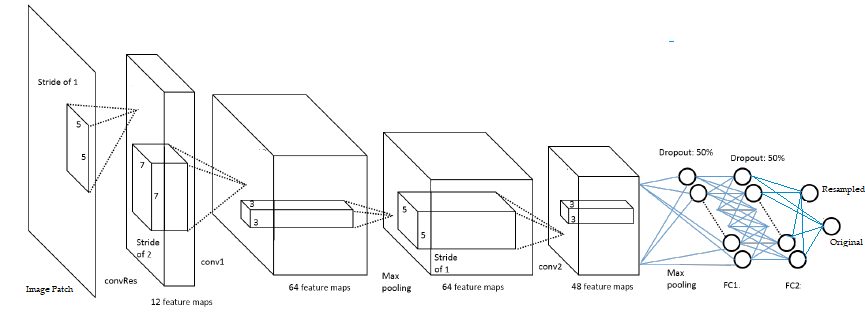 Stride of 1
5
5
Image Patch
convRes
7
7
Stride
of 2
12 feature maps
conv1
3
3
64 feature maps
Max
pooling
5
5
Stride
of 1
64 feature maps
conv2
3
3
48 feature maps
Max
pooling
Dropout: 50%
Dropout: 50%
FC1.
FC2:
Resampled
Original